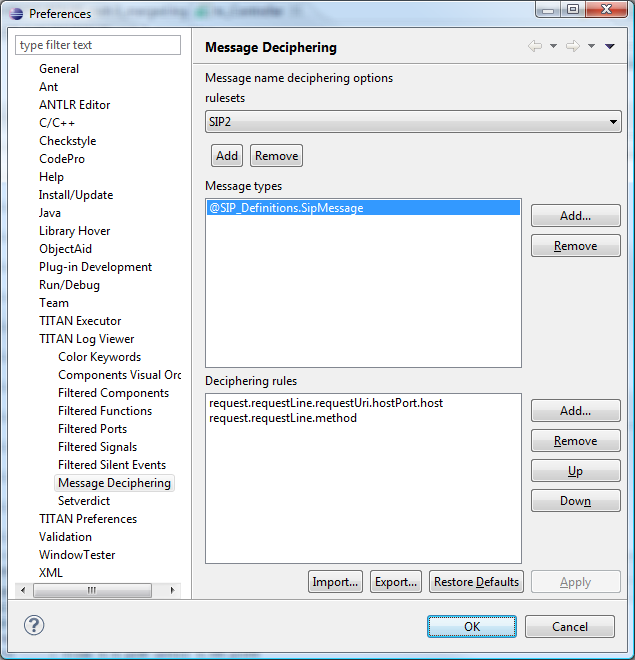 Preferences
type filter text
General
Ant
ANTLR Editor
C/C++
Checkstyle
CodePro
Help
Install/Update
Java
Library Hover
ObjectAid
Plug-in Development
Run/Debug
Team
TITAN Executor
TITAN Log Viewer
Color Keywords
Components Visual Orc
Filtered Components
Filtered Functions
Filtered Ports
Filtered Signals
Filtered Silent Events
Message Deciphering
Setverdict
TITAN Preferences
Validation
WindowTester
XML
Message Deciphering
Message name deciphering options
rulesets
SIP2
Add Remove
Message types
@SIP_Definitions.SipMessage
Add...
Remove
Deciphering rules
request.requestLine.requestUri.hostPort.host
request.requestLine.method
Add...
Remove
Up
Down
Import... Export... Restore Defaults Apply
OK Cancel